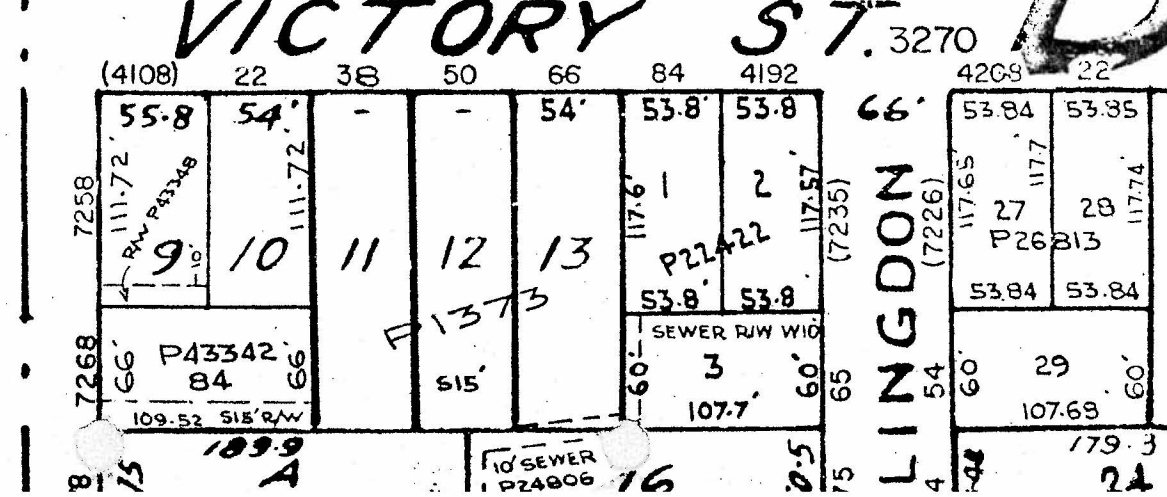 VICTORY ST. 3270
(4108) 22 38 50 66 84 4192 4268 22
55.8 54' - - 54' 53.8' 53.8 66' 53.84 53.85
111.72' 111.72' 117.6' 117.57' 117.65' 117.7 117.74'
7258 R/W P43348 (7235) (7226)
1 2 27 28
P22422 P26813
9 10' 10 11 12 13
53.8' 53.8 53.84 53.84
P1373
LINGDON
SEWER R/W W10'
7268 66' P43342 66' 60' 3 60' 65 54 60' 29 60'
84 S15'
109.52 S15' R/W 107.7' 107.68
189.9 179.3
A 10' SEWER
P24806